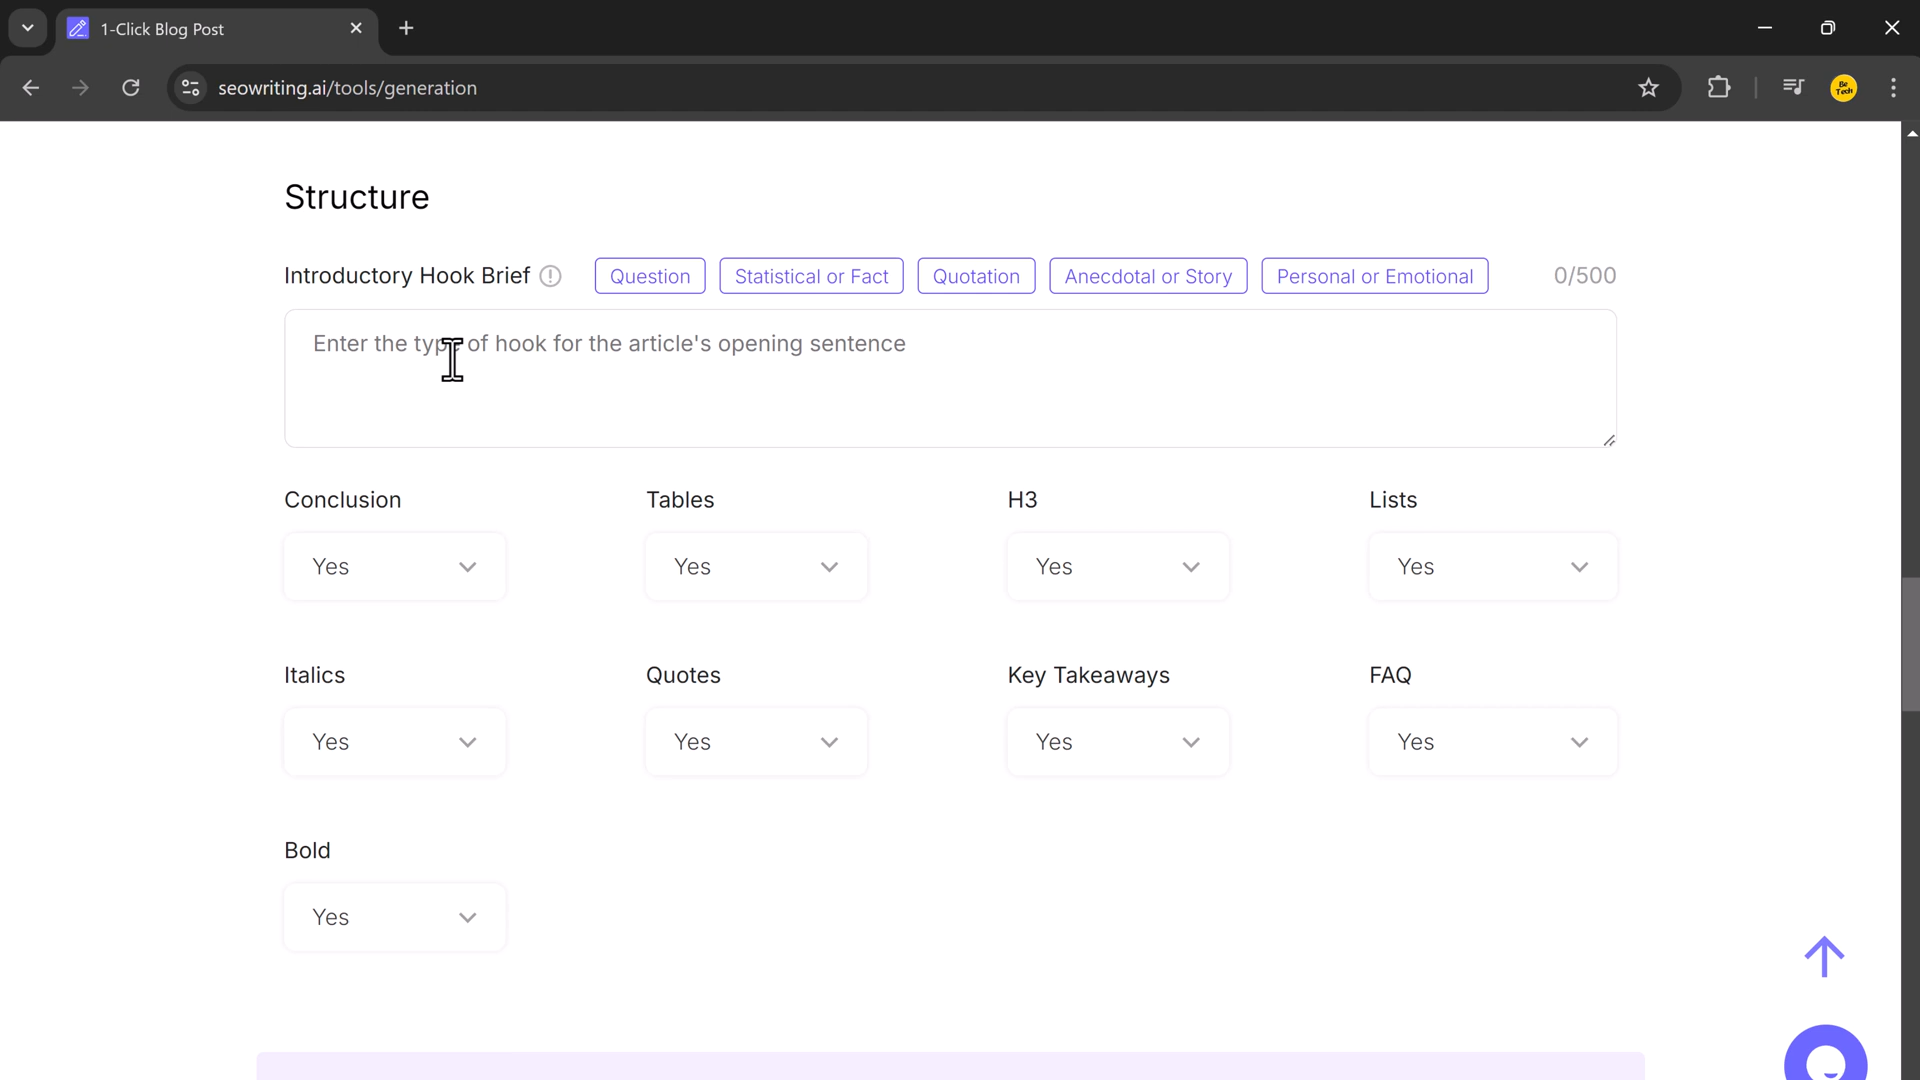 1-Click Blog Post
seowriting.ai/tools/generation
Be
Tech
Structure
Introductory Hook Brief Question Statistical or Fact Quotation Anecdotal or Story Personal or Emotional 0/500
Enter the type of hook for the article's opening sentence
Conclusion Tables H3 Lists
Yes Yes Yes Yes
Italics Quotes Key Takeaways FAQ
Yes Yes Yes Yes
Bold
Yes